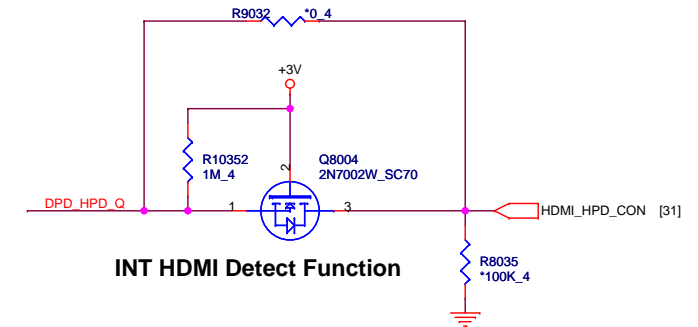 R9032 *0_4
+3V
R10352
1M_4
2
Q8004
2N7002W_SC70
DPD_HPD_Q
1
3
HDMI_HPD_CON [31]
INT HDMI Detect Function
R8035
*100K_4